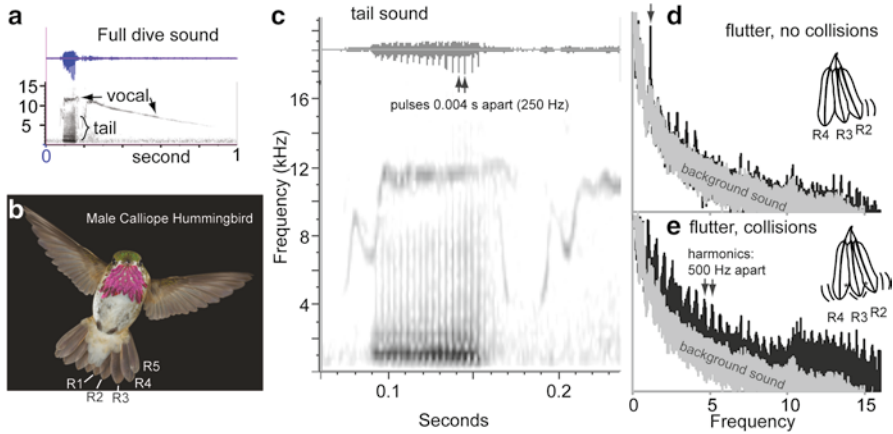 a
Full dive sound
15
10
5
vocal
tail
0
second
1
b
Male Calliope Hummingbird
R1
R2
R3
R4
R5
c
tail sound
pulses 0.004 s apart (250 Hz)
Frequency (kHz)
16
12
8
4
0.1
0.2
Seconds
d
flutter, no collisions
R4 R3 R2
background sound
e
flutter, collisions
harmonics:
500 Hz apart
R4 R3 R2
background sound
0
5
10
15
Frequency